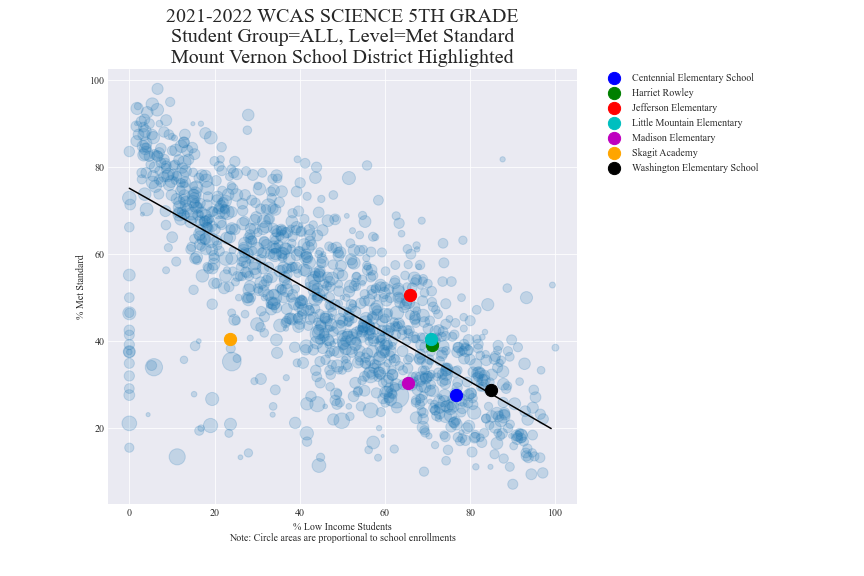 2021-2022 WCAS SCIENCE 5TH GRADE
Student Group=ALL, Level=Met Standard
Mount Vernon School District Highlighted
Centennial Elementary School
Harriet Rowley
Jefferson Elementary
Little Mountain Elementary
Madison Elementary
Skagit Academy
Washington Elementary School
% Met Standard
100
80
60
40
20
0 20 40 60 80 100
% Low Income Students
Note: Circle areas are proportional to school enrollments